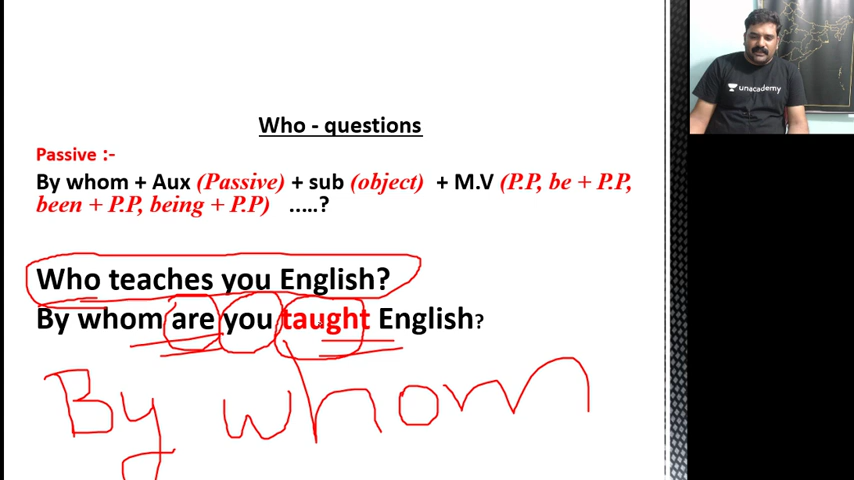 Who - questions
Passive :-
By whom + Aux (Passive) + sub (object) + M.V (P.P, be + P.P,
been + P.P, being + P.P) .....?
Who teaches you English?
By whom are you taught English?
By whom
unacademy